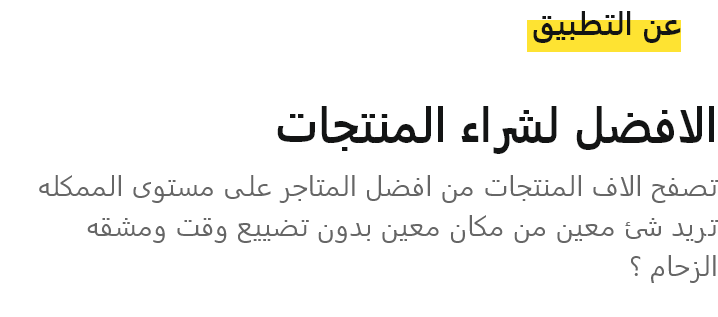 عن التطبيق
الافضل لشراء المنتجات
تصفح الاف المنتجات من افضل المتاجر على مستوى الممكله
تريد شئ معين من مكان معين بدون تضييع وقت ومشقه
الزحام ؟